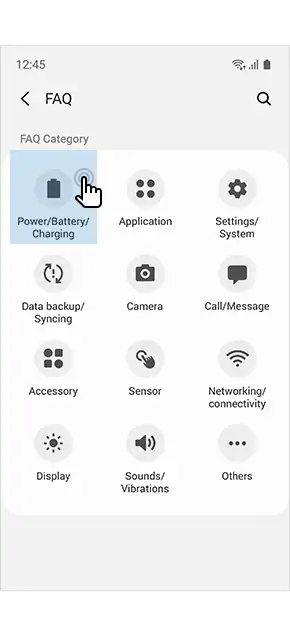 12:45
FAQ
FAQ Category
Power/Battery/
Charging
Application
Settings/
System
Data backup/
Syncing
Camera
Call/Message
Accessory
Sensor
Networking/
connectivity
Display
Sounds/
Vibrations
Others